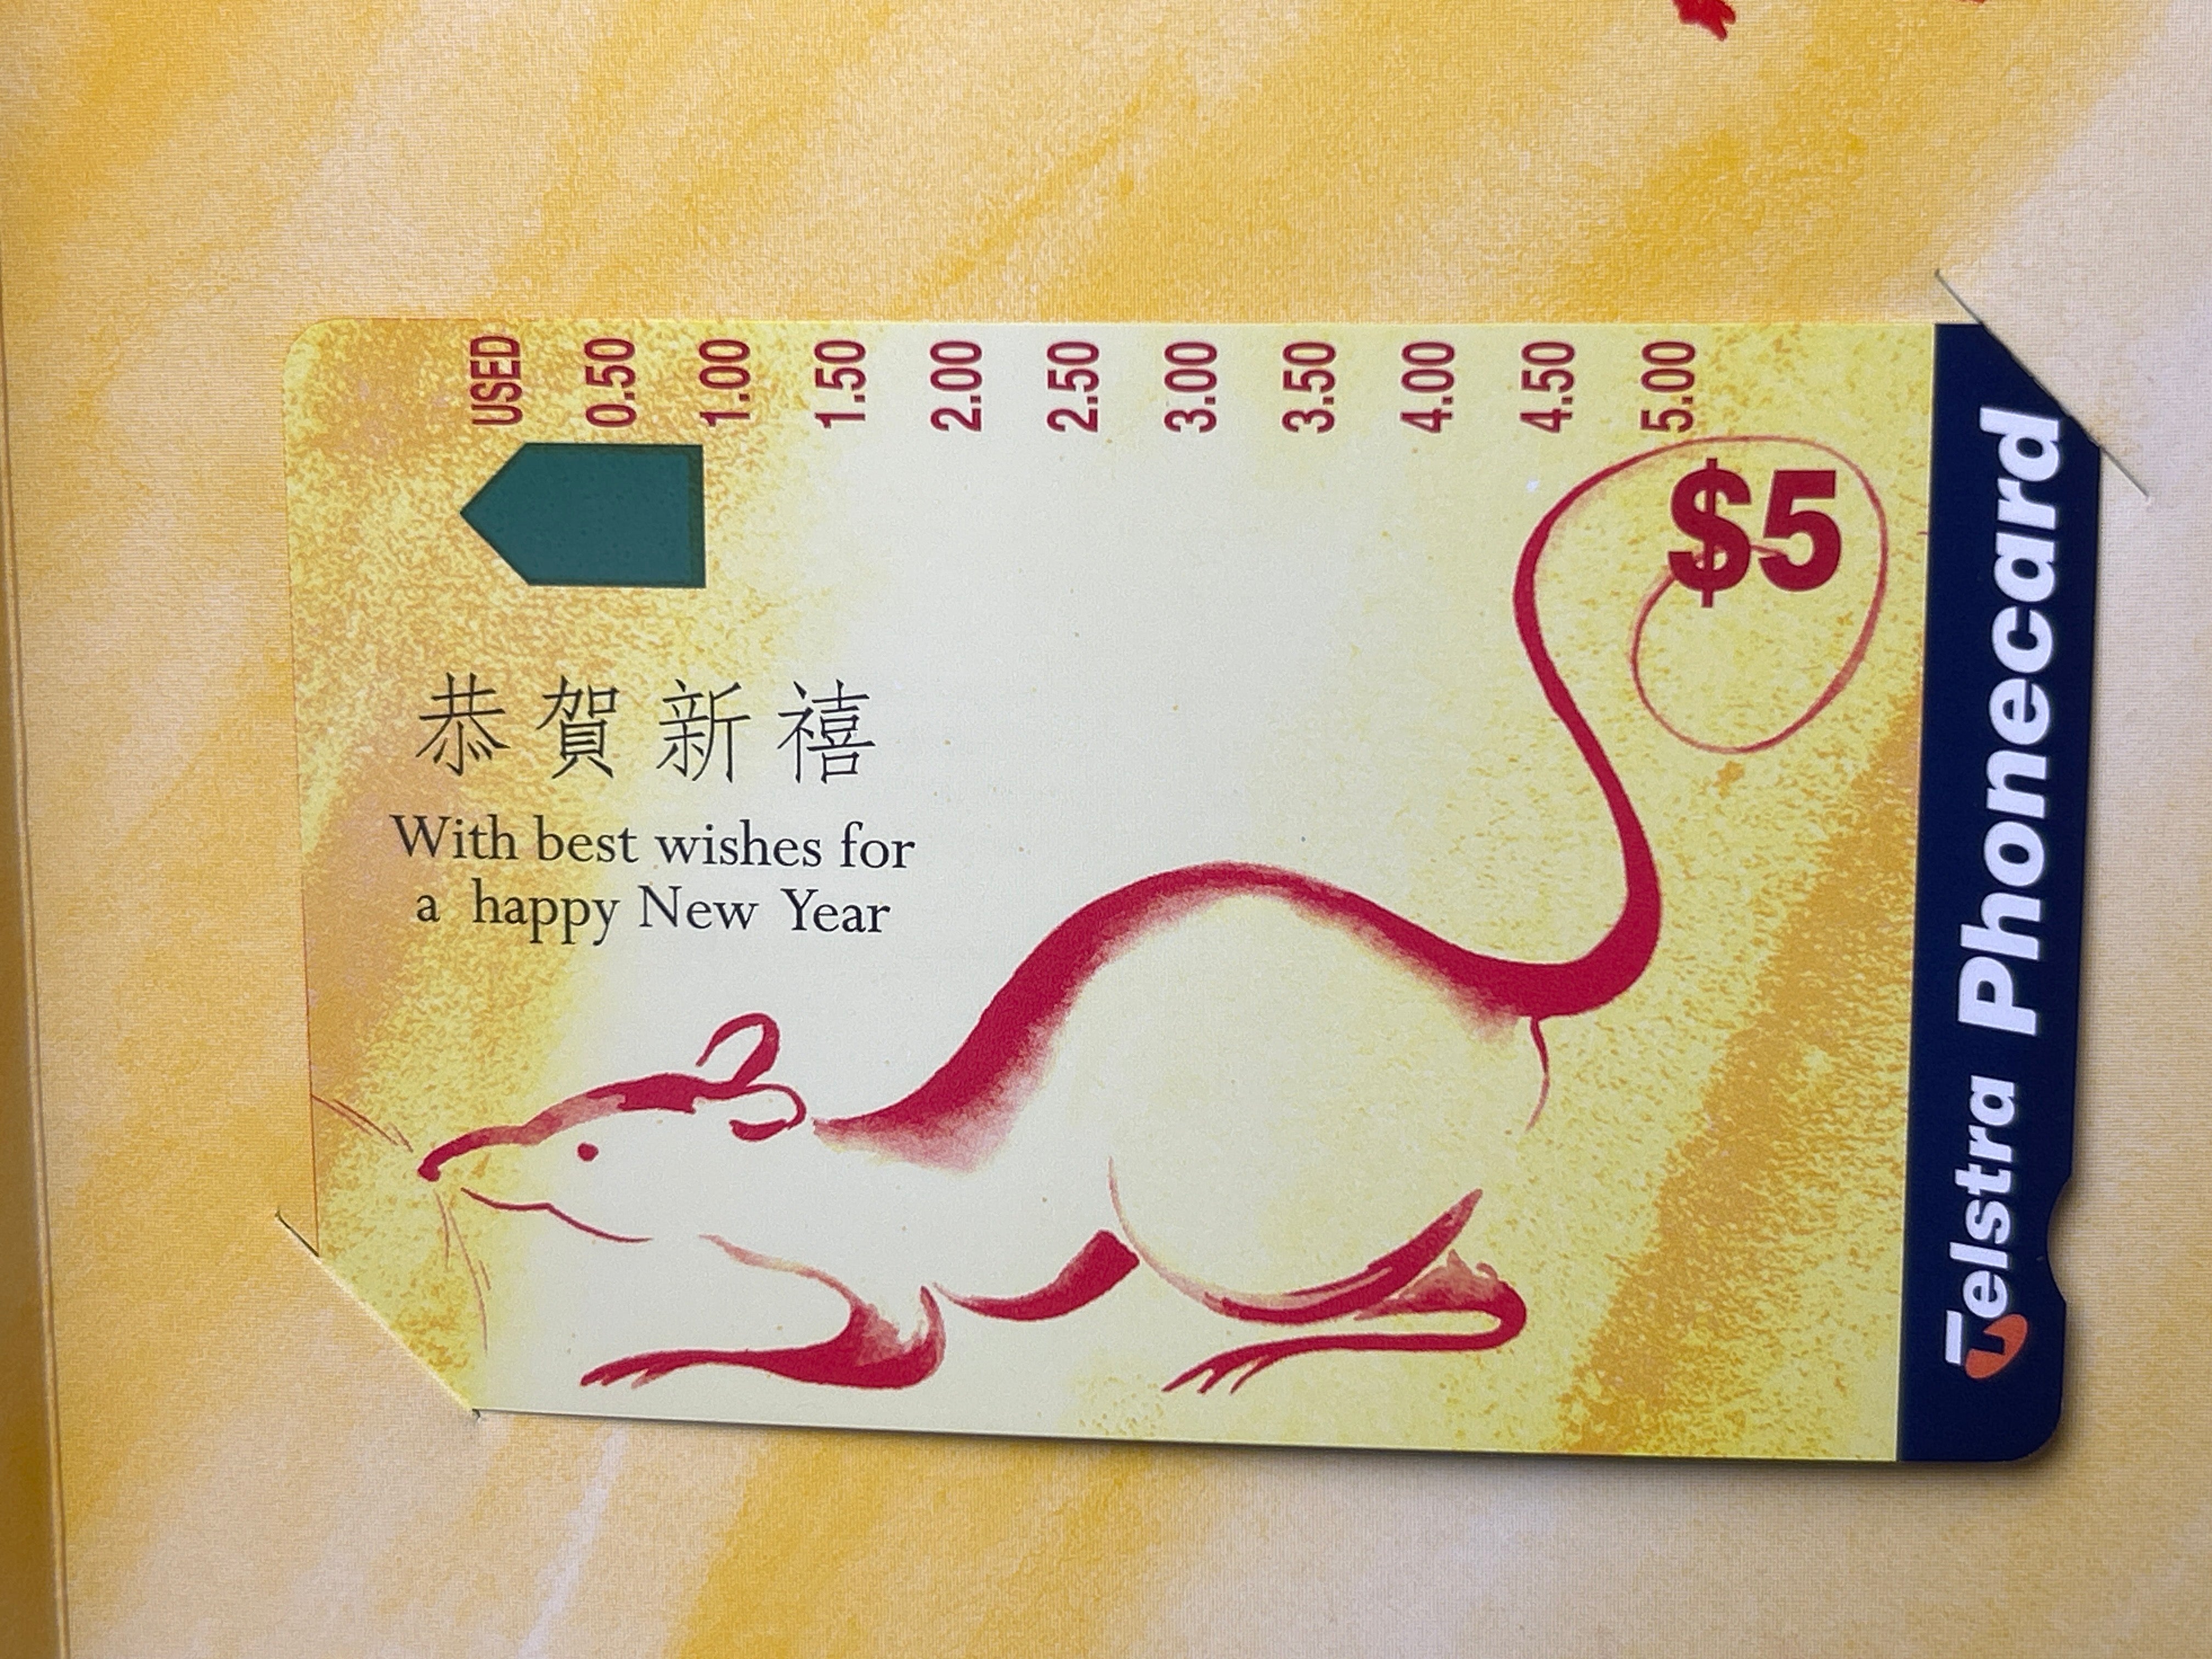 USED 0.50 1.00 1.50 2.00 2.50 3.00 3.50 4.00 4.50 5.00
$5
恭賀新禧
With best wishes for
a happy New Year
Telstra Phonecard